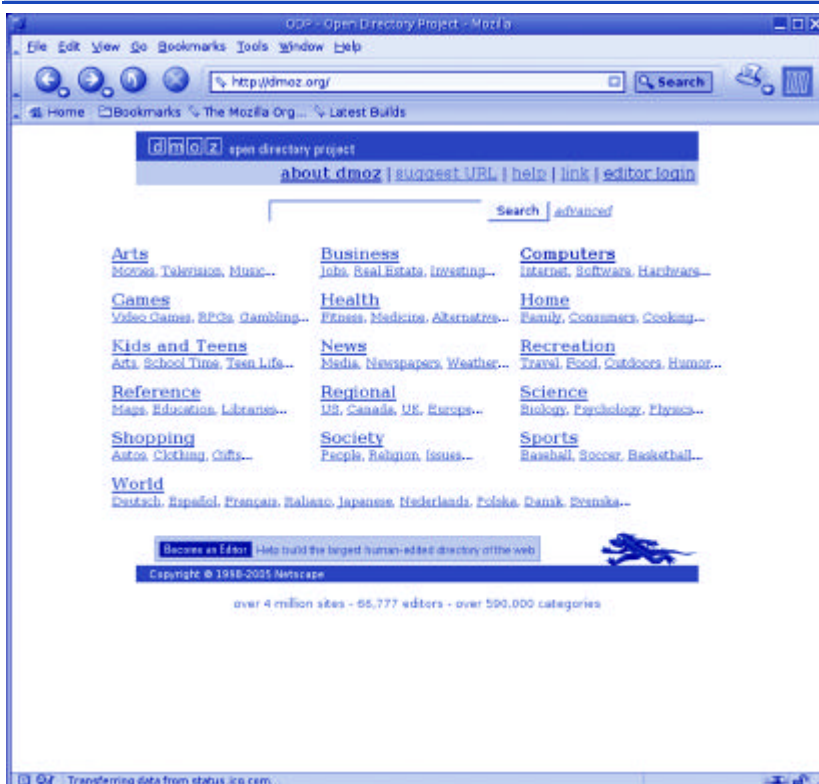 ODP - Open Directory Project - Mozilla
File Edit View Go Bookmarks Tools Window Help
http://dmoz.org/ Search
Home Bookmarks The Mozilla Org... Latest Builds
dmoz open directory project
about dmoz | suggest URL | help | link | editor login
Search advanced
Arts Business Computers
Movies, Television, Music... Jobs, Real Estate, Investing... Internet, Software, Hardware...
Games Health Home
Video Games, RPGs, Gambling... Fitness, Medicine, Alternative... Family, Consumers, Cooking...
Kids and Teens News Recreation
Arts, School Time, Teen Life... Media, Newspapers, Weather... Travel, Food, Outdoors, Humor...
Reference Regional Science
Maps, Education, Libraries... US, Canada, UK, Europe... Biology, Psychology, Physics...
Shopping Society Sports
Autos, Clothing, Gifts... People, Religion, Issues... Baseball, Soccer, Basketball...
World
Deutsch, Español, Français, Italiano, Japanese, Nederlands, Polska, Dansk, Svenska...
Become an Editor Help build the largest human-edited directory of the web
Copyright © 1998-2005 Netscape
over 4 million sites - 66,777 editors - over 590,000 categories
Transferring data from status.icq.com...